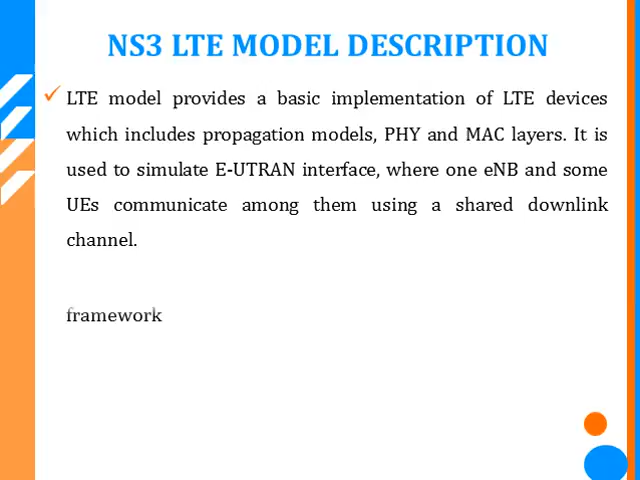 NS3 LTE MODEL DESCRIPTION
LTE model provides a basic implementation of LTE devices
which includes propagation models, PHY and MAC layers. It is
used to simulate E-UTRAN interface, where one eNB and some
UEs communicate among them using a shared downlink
channel.
framework